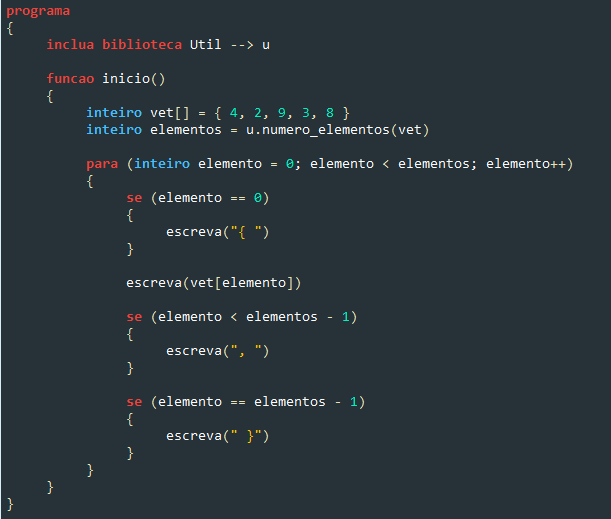 programa
{
inclua biblioteca Util --> u
funcao inicio()
{
inteiro vet[] = { 4, 2, 9, 3, 8 }
inteiro elementos = u.numero_elementos(vet)
para (inteiro elemento = 0; elemento < elementos; elemento++)
{
se (elemento == 0)
{
escreva("{ ")
}
escreva(vet[elemento])
se (elemento < elementos - 1)
{
escreva(", ")
}
se (elemento == elementos - 1)
{
escreva(" }")
}
}
}
}